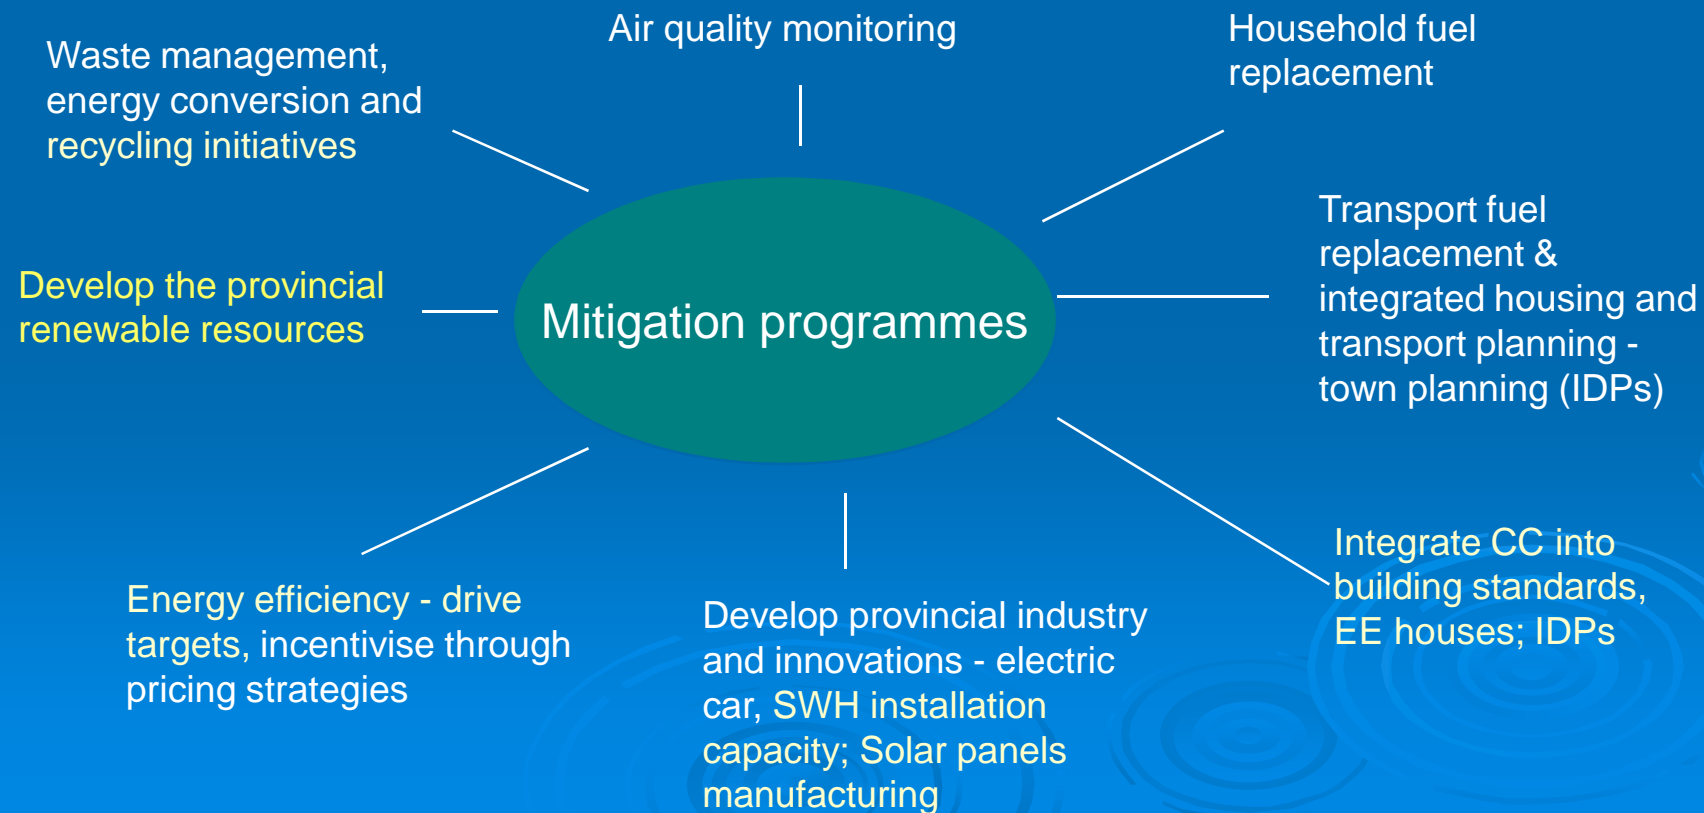 Air quality monitoring
Household fuel
replacement
Waste management,
energy conversion and
recycling initiatives
Transport fuel
replacement &
integrated housing and
transport planning -
town planning (IDPs)
Develop the provincial
renewable resources
Mitigation programmes
Integrate CC into
building standards,
EE houses; IDPs
Energy efficiency - drive
targets, incentivise through
pricing strategies
Develop provincial industry
and innovations - electric
car, SWH installation
capacity; Solar panels
manufacturing